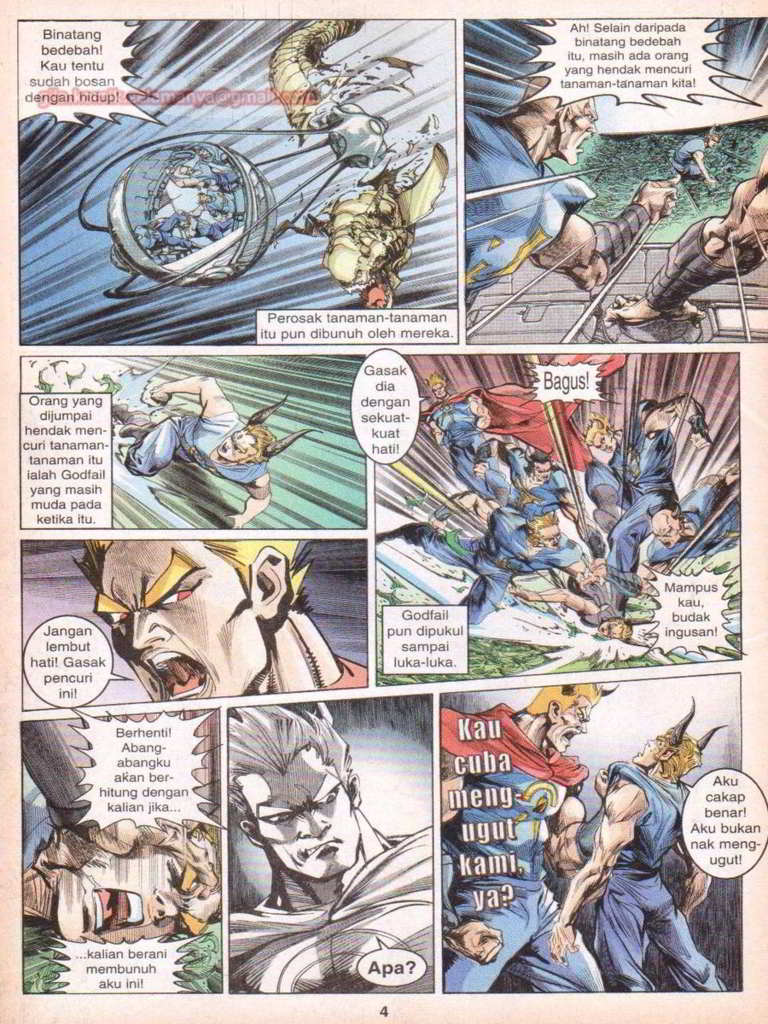 Binatang
bedebah!
Kau tentu
sudah bosan
dengan hidup!
Perosak tanaman-tanaman
itu pun dibunuh oleh mereka.
Ah! Selain daripada
binatang bedebah
itu, masih ada orang
yang hendak mencuri
tanaman-tanaman kita!
Orang yang
dijumpai
hendak men-
curi tanaman-
tanaman itu
ialah Godfail
yang masih
muda pada
ketika itu.
Gasak
dia
dengan
sekuat-
kuat
hati!
Bagus!
Godfail
pun dipukul
sampai
luka-luka.
Mampus
kau,
budak
ingusan!
Jangan
lembut
hati! Gasak
pencuri
ini!
Berhenti!
Abang-
abangku
akan ber-
hitung dengan
kalian jika...
...kalian berani
membunuh
aku ini!
Apa?
Kau
cuba
meng-
ugut
kami,
ya?
Aku
cakap
benar!
Aku bukan
nak meng-
ugut!
4